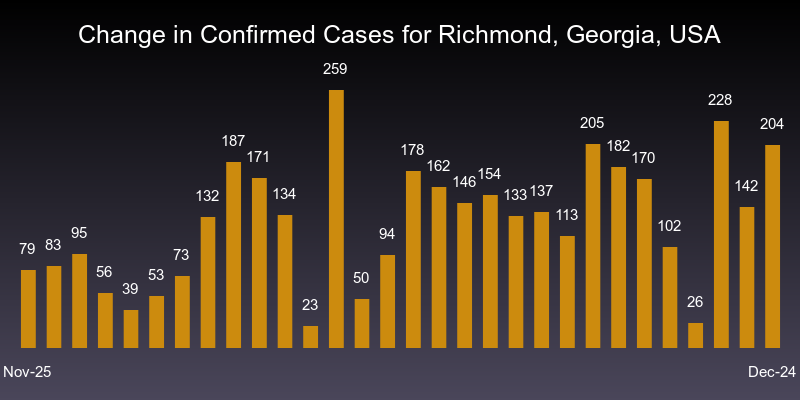 Change in Confirmed Cases for Richmond, Georgia, USA
79 83 95 56 39 53 73 132 187 171 134 23 259 50 94 178 162 146 154 133 137 113 205 182 170 102 26 228 142 204
Nov-25 Dec-24